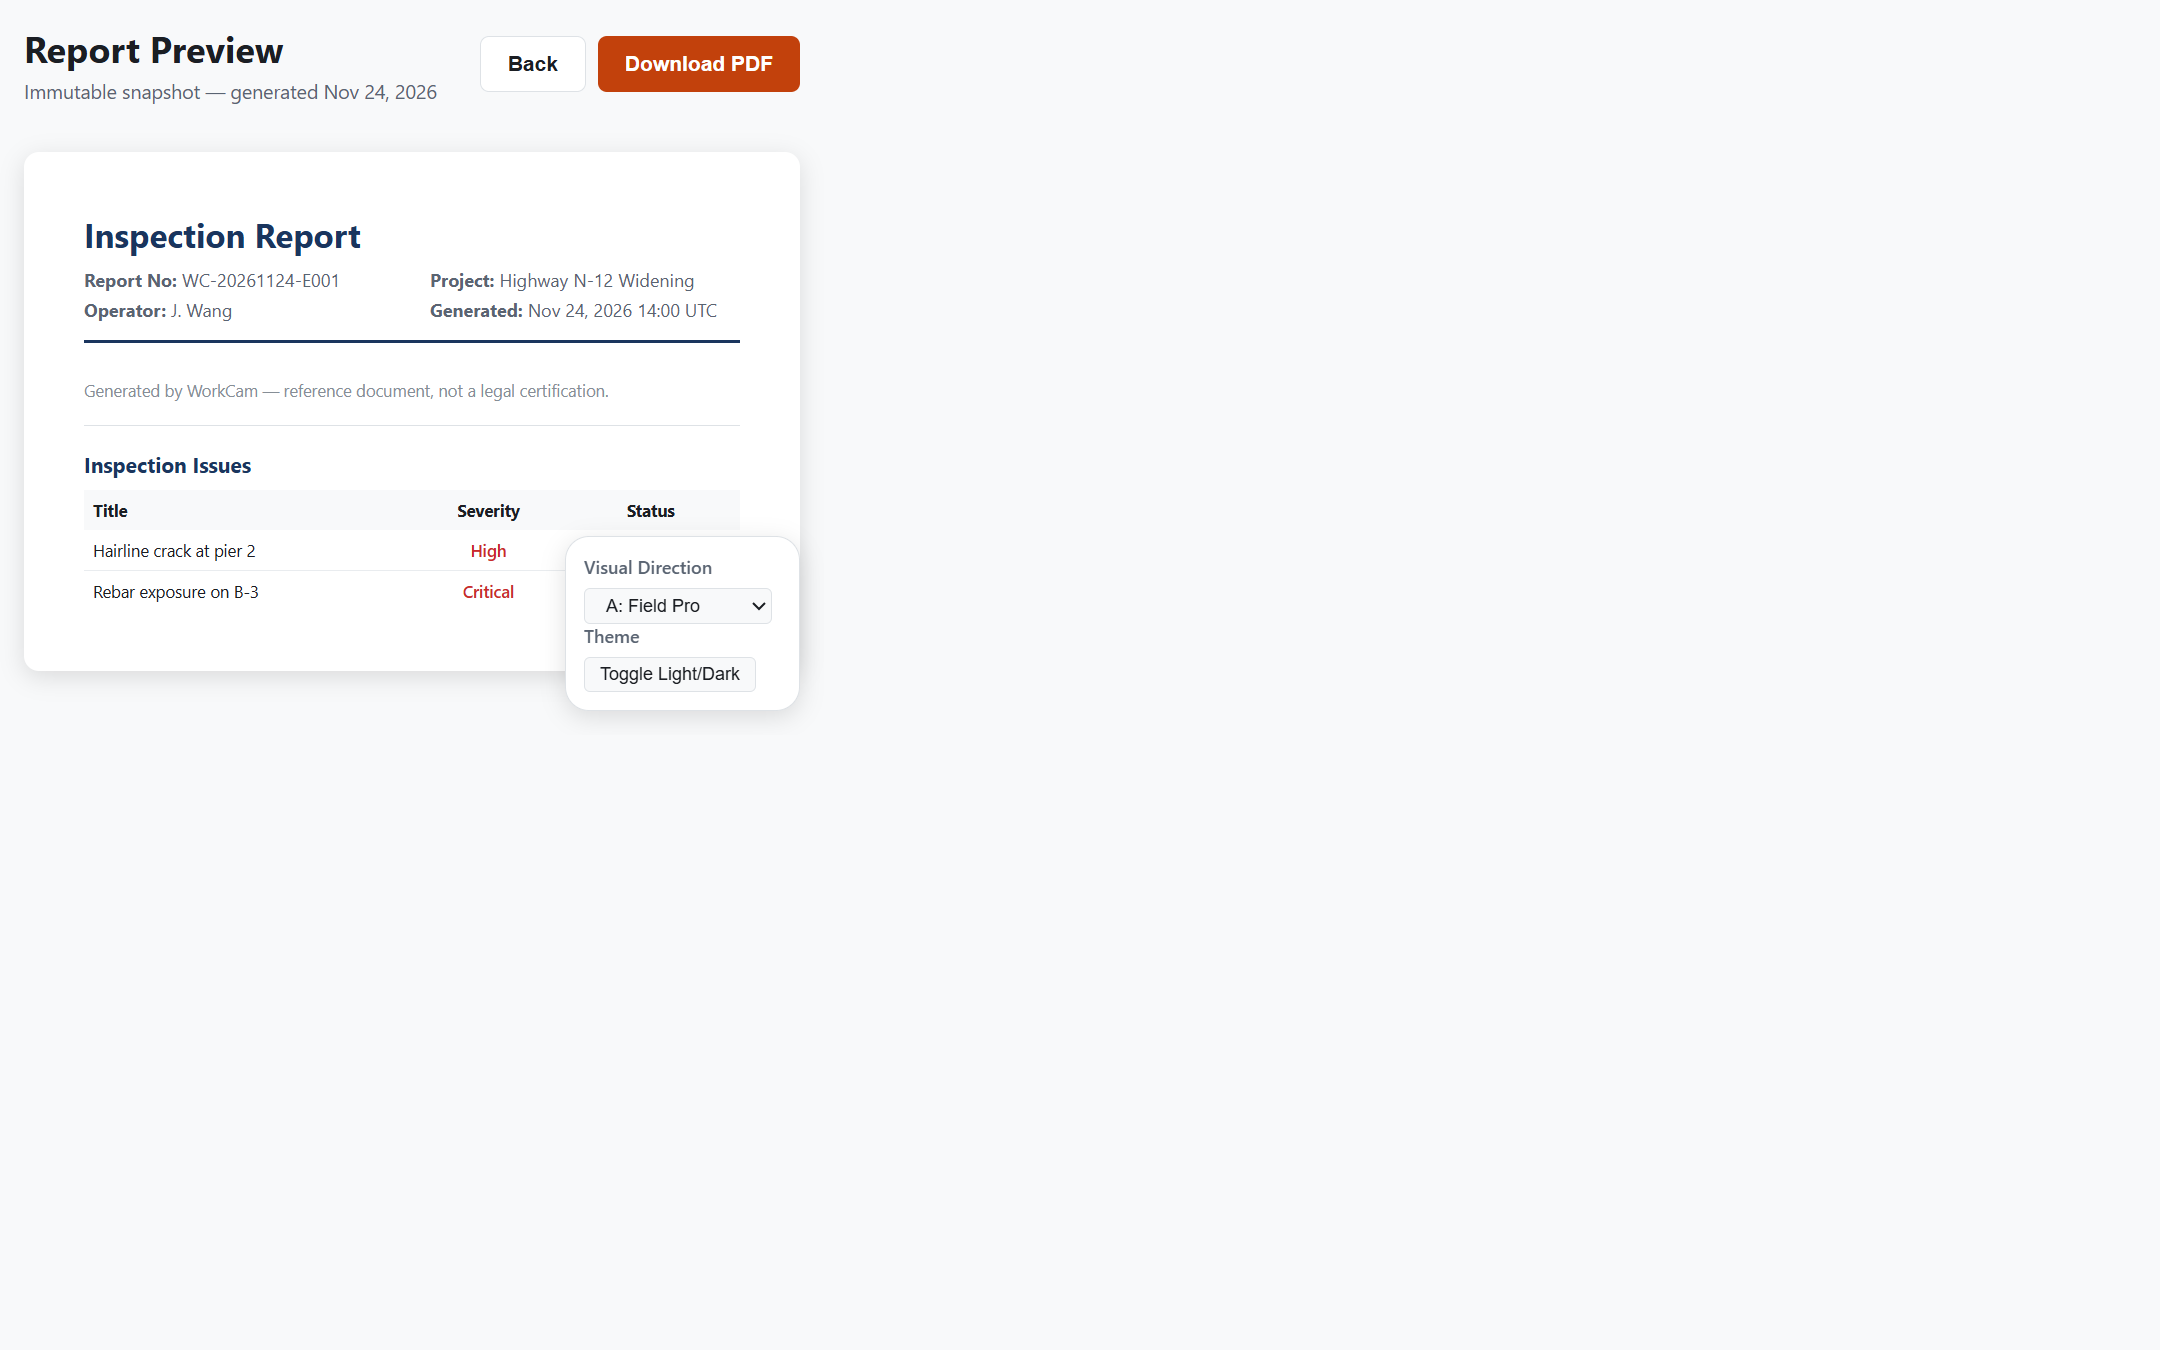 Report Preview
Immutable snapshot — generated Nov 24, 2026
Back
Download PDF
Inspection Report
Report No: WC-20261124-E001
Project: Highway N-12 Widening
Operator: J. Wang
Generated: Nov 24, 2026 14:00 UTC
Generated by WorkCam — reference document, not a legal certification.
Inspection Issues
Title Severity Status
Hairline crack at pier 2 High
Rebar exposure on B-3 Critical
Visual Direction
A: Field Pro
Theme
Toggle Light/Dark